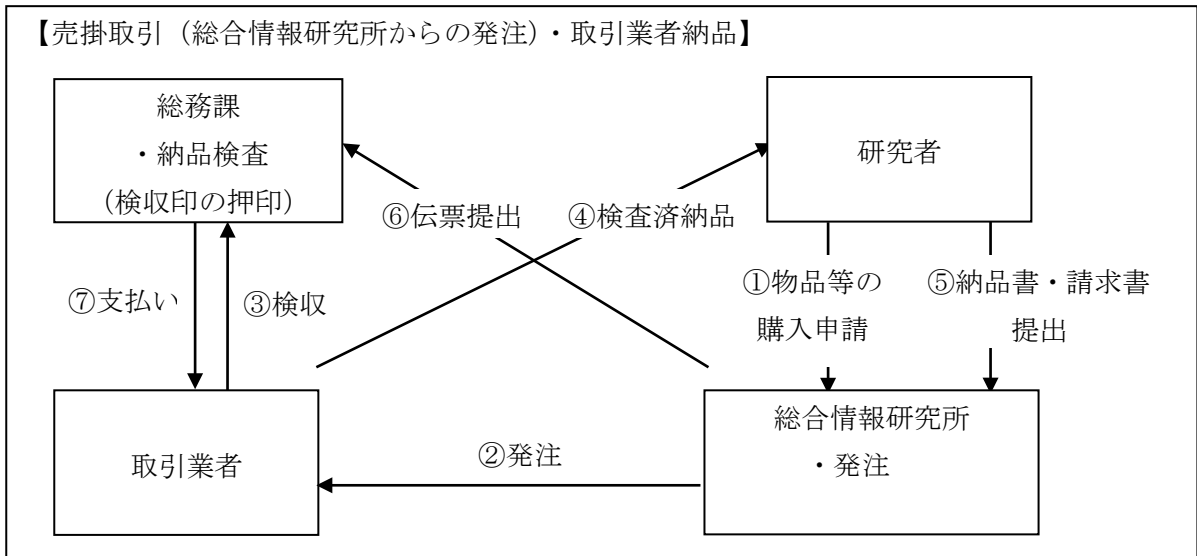 【売掛取引（総合情報研究所からの発注）・取引業者納品】
総務課
・納品検査
（検収印の押印）
研究者
⑥伝票提出
④検査済納品
①物品等の
購入申請
⑤納品書・請求書
提出
⑦支払い
③検収
取引業者
②発注
総合情報研究所
・発注